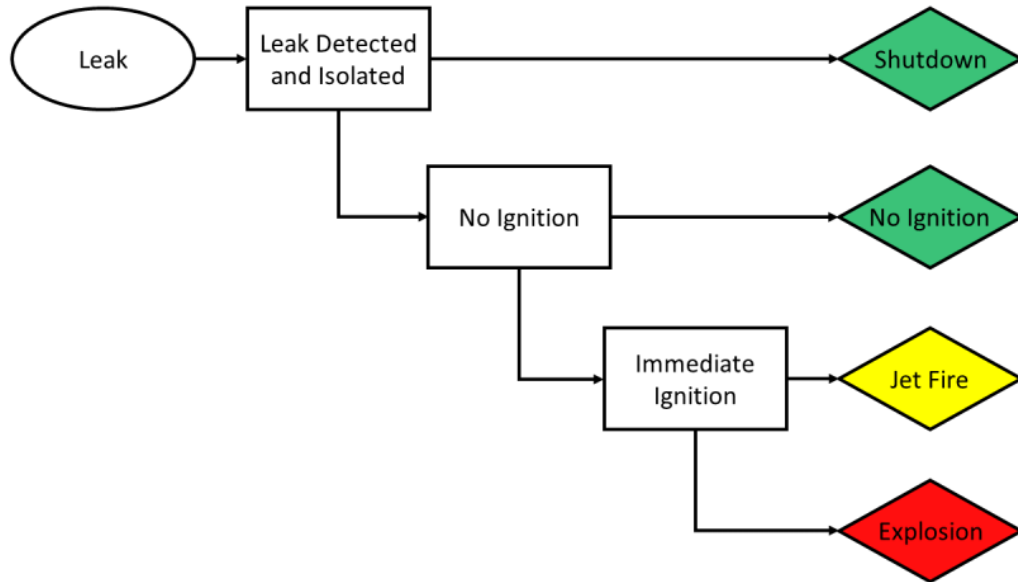 Leak
Leak Detected
and Isolated
Shutdown
No Ignition
No Ignition
Immediate
Ignition
Jet Fire
Explosion